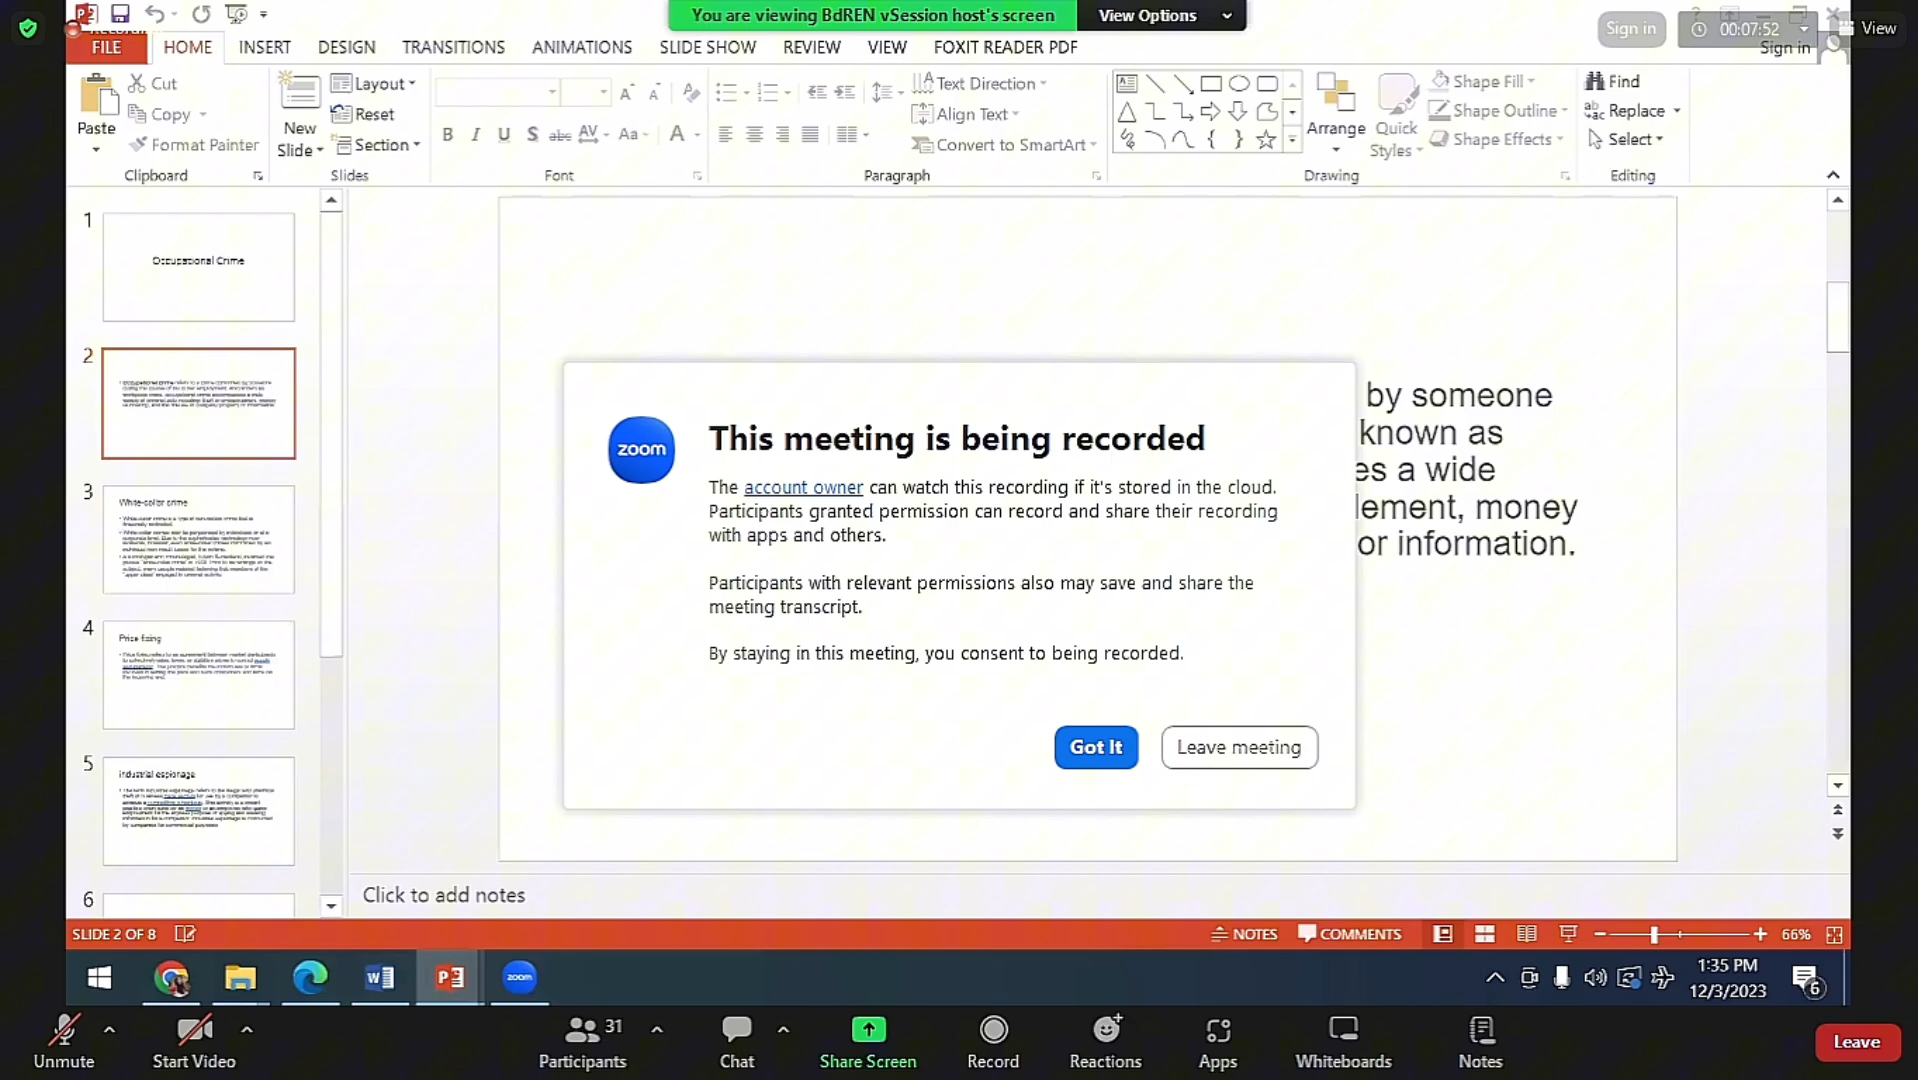 You are viewing BdREN vSession host's screen
View Options
Sign in
00:07:52
View
Sign in
FILE
HOME
INSERT
DESIGN
TRANSITIONS
ANIMATIONS
SLIDE SHOW
REVIEW
VIEW
FOXIT READER PDF
Paste
Cut
Copy
Format Painter
Clipboard
New
Slide
Layout
Reset
Section
Slides
Font
Text Direction
Align Text
Convert to SmartArt
Paragraph
Arrange
Quick
Styles
Shape Fill
Shape Outline
Shape Effects
Drawing
Find
Replace
Select
Editing
1
Occupational Crime
2
3
White-collar crime
4
Price fixing
5
Industrial espionage
6
by someone
known as
es a wide
lement, money
or information.
zoom
This meeting is being recorded
The account owner can watch this recording if it's stored in the cloud.
Participants granted permission can record and share their recording
with apps and others.
Participants with relevant permissions also may save and share the
meeting transcript.
By staying in this meeting, you consent to being recorded.
Got It
Leave meeting
Click to add notes
SLIDE 2 OF 8
NOTES
COMMENTS
66%
zoom
1:35 PM
12/3/2023
6
Unmute
Start Video
31
Participants
Chat
Share Screen
Record
Reactions
Apps
Whiteboards
Notes
Leave